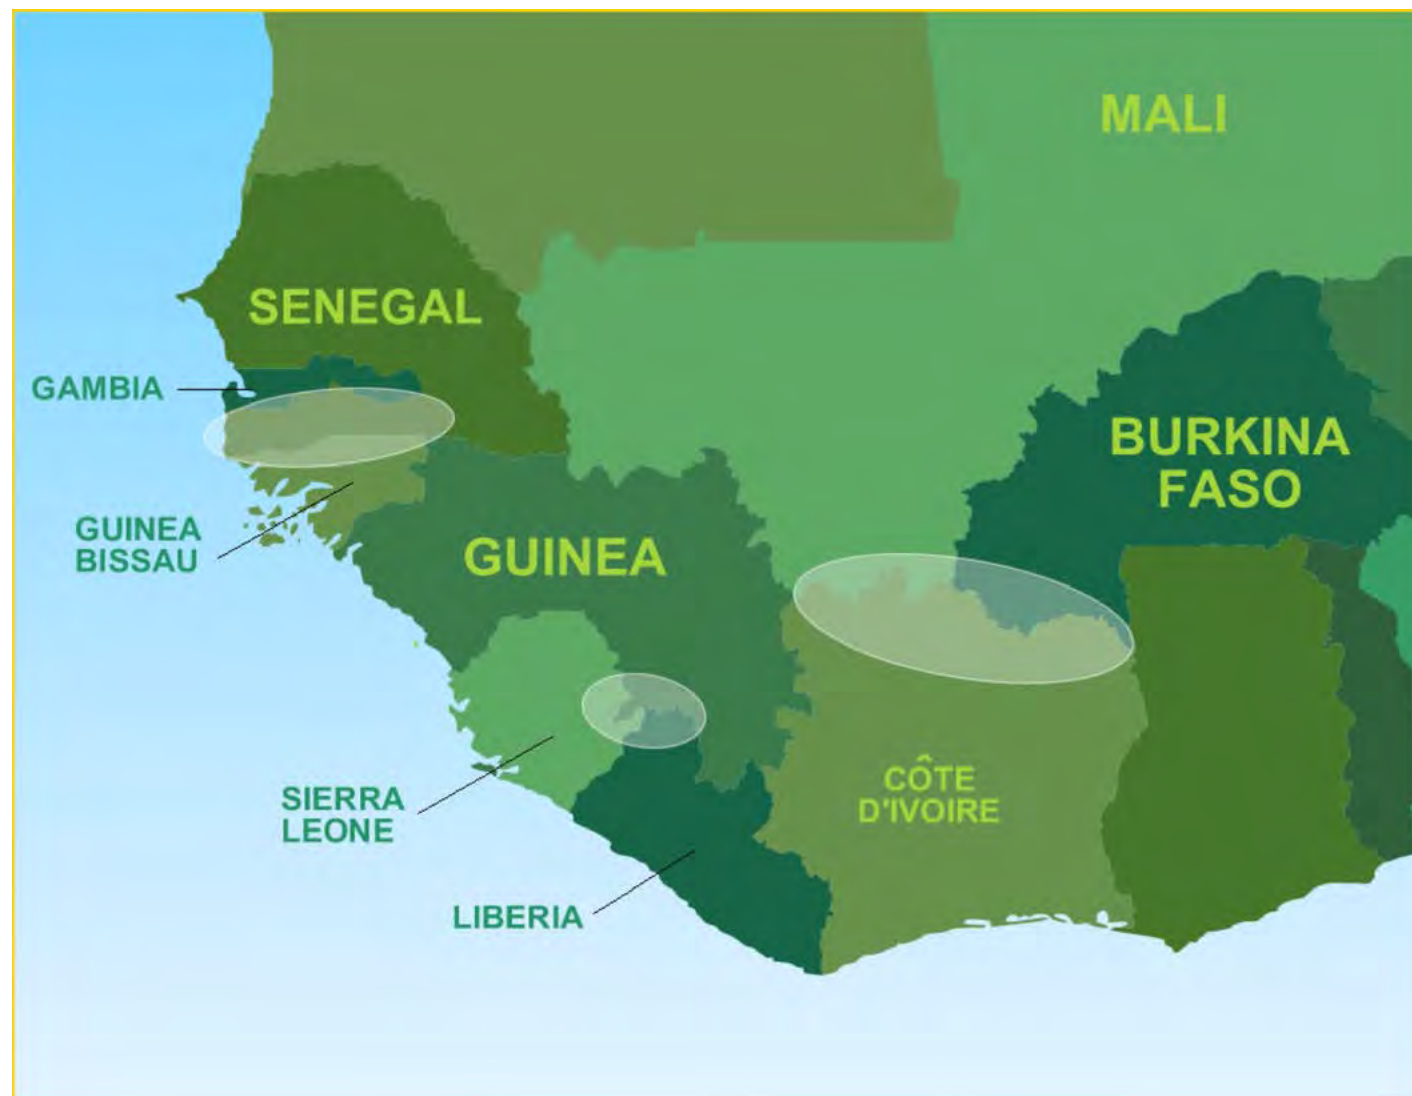 MALI
SENEGAL
GAMBIA
BURKINA
FASO
GUINEA
BISSAU
GUINEA
CÔTE
D'IVOIRE
SIERRA
LEONE
LIBERIA